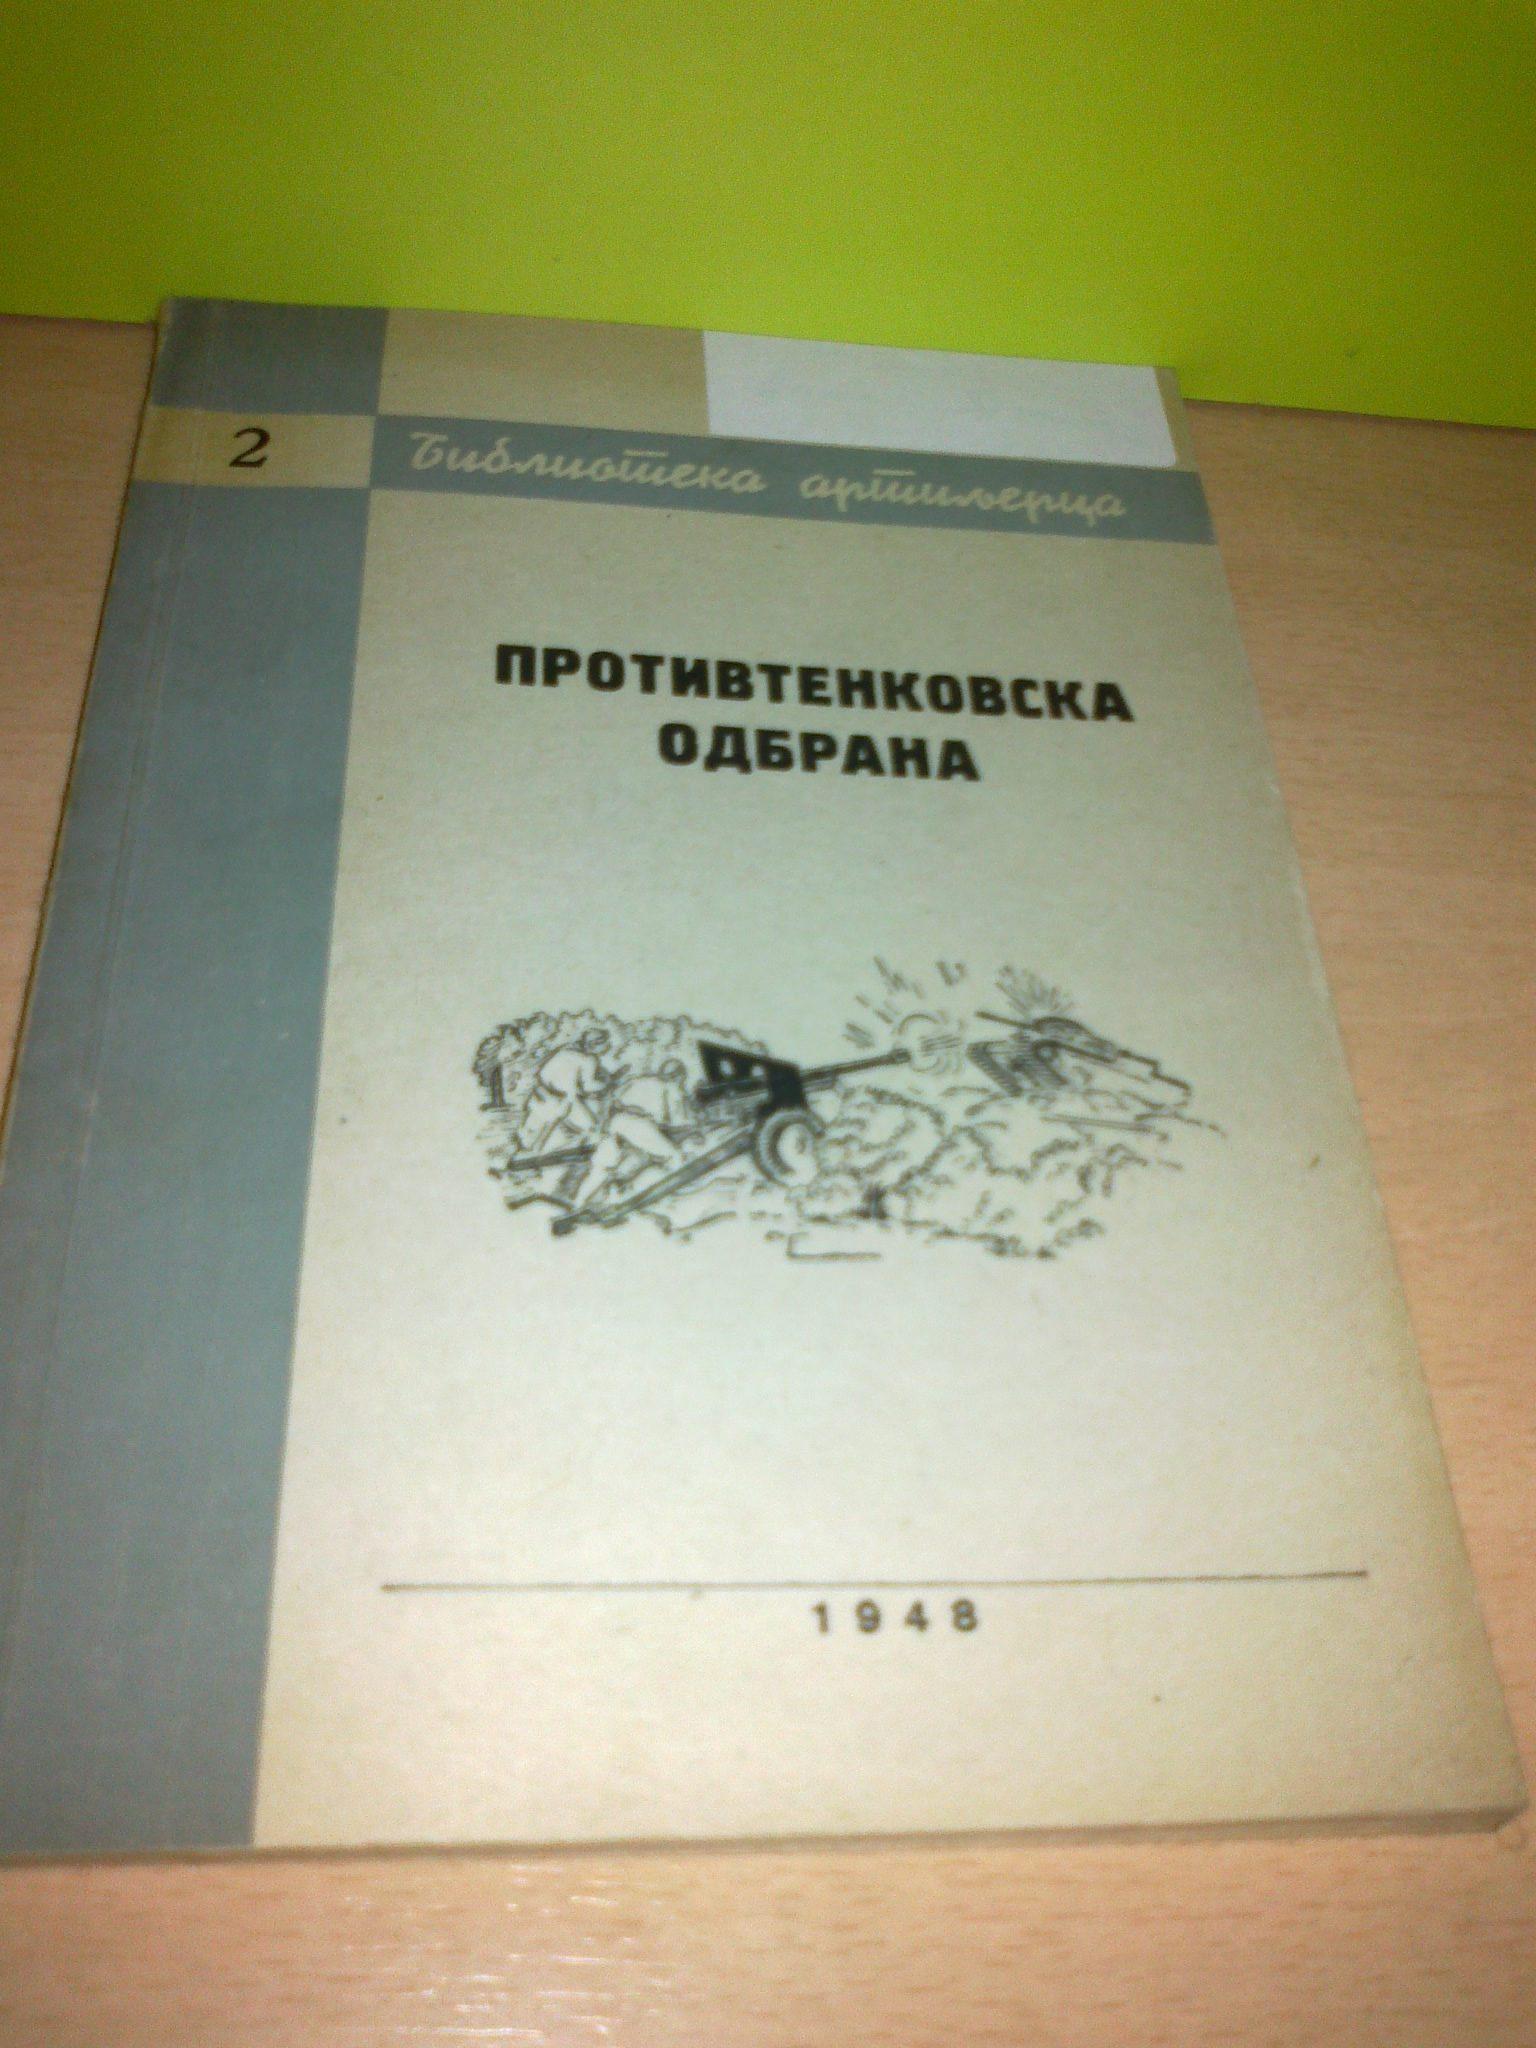 2
Библиотека артиљерца
ПРОТИВТЕНКОВСКА
ОДБРАНА
1948